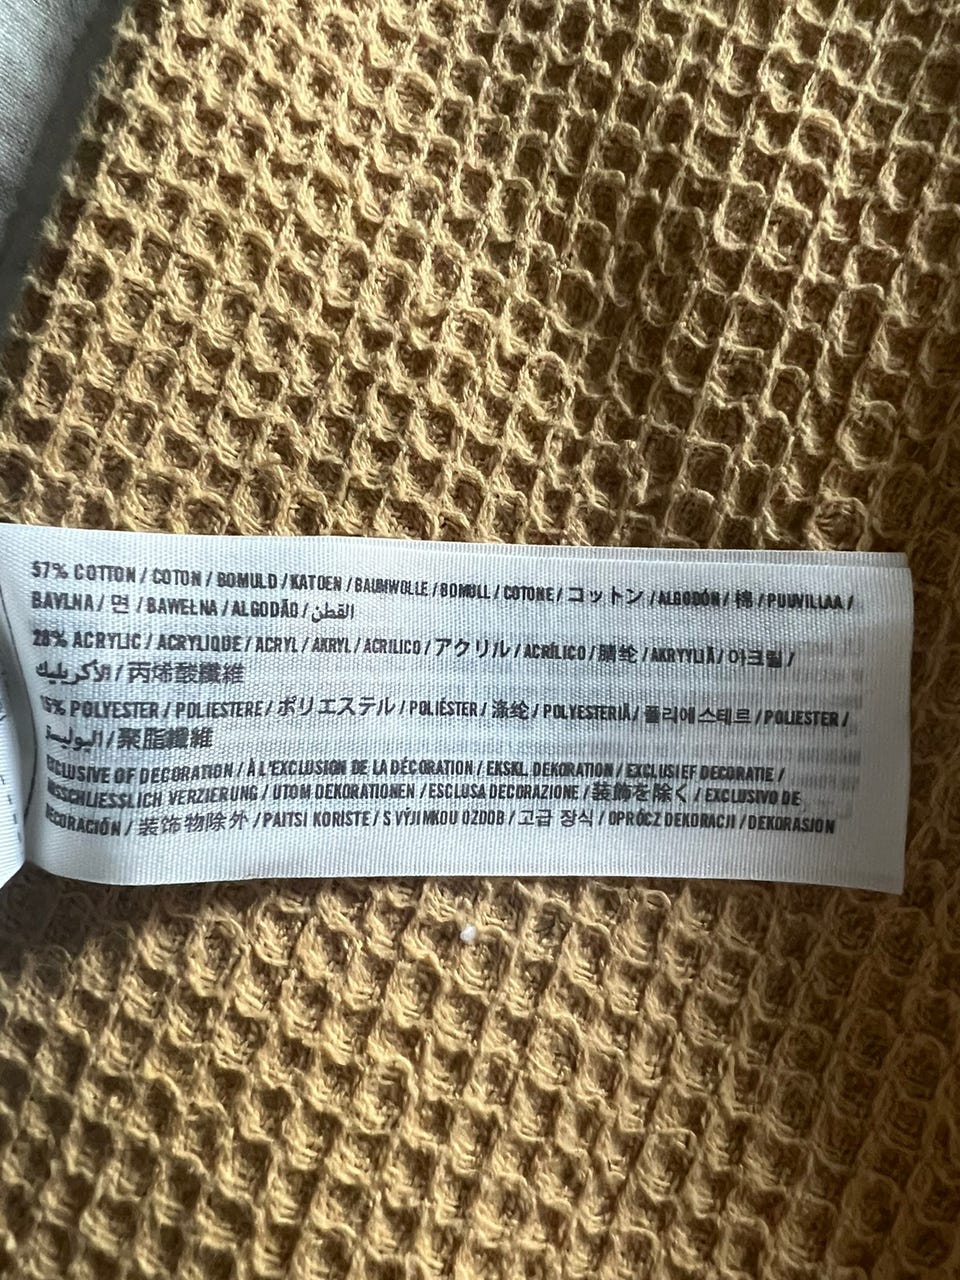 57% COTTON / COTON / BOMULD / KATOEN / BAUMWOLLE / BOMULL / COTONE / コットン / ALGODÓN / 棉 / PUUVILLAA /
BAVLNA / 면 / BAWEŁNA / ALGODÃO / القطن
28% ACRYLIC / ACRYLIQUE / ACRYL / AKRYL / ACRILICO / アクリル / ACRÍLICO / 腈纶 / AKRYYLIÄ / 아크릴 /
الأكريليك / 丙烯酸纖維
15% POLYESTER / POLIESTERE / ポリエステル / POLIÉSTER / 涤纶 / POLYESTERIÄ / 폴리에스테르 / POLIESTER /
/ 聚脂纖維
EXCLUSIVE OF DECORATION / À L'EXCLUSION DE LA DÉCORATION / EKSKL. DEKORATION / EXCLUSIEF DECORATIE /
VERZIERUNG / UTOM DEKORATIONEN / ESCLUSA DECORAZIONE / 装飾を除く / EXCLUSIVO DE
DECORACIÓN / 装饰物除外 / PAITSI KORISTE / S VÝJIMKOU OZDOB / 고급 장식 / OPRÓCZ DEKORACJI / DEKORASJON